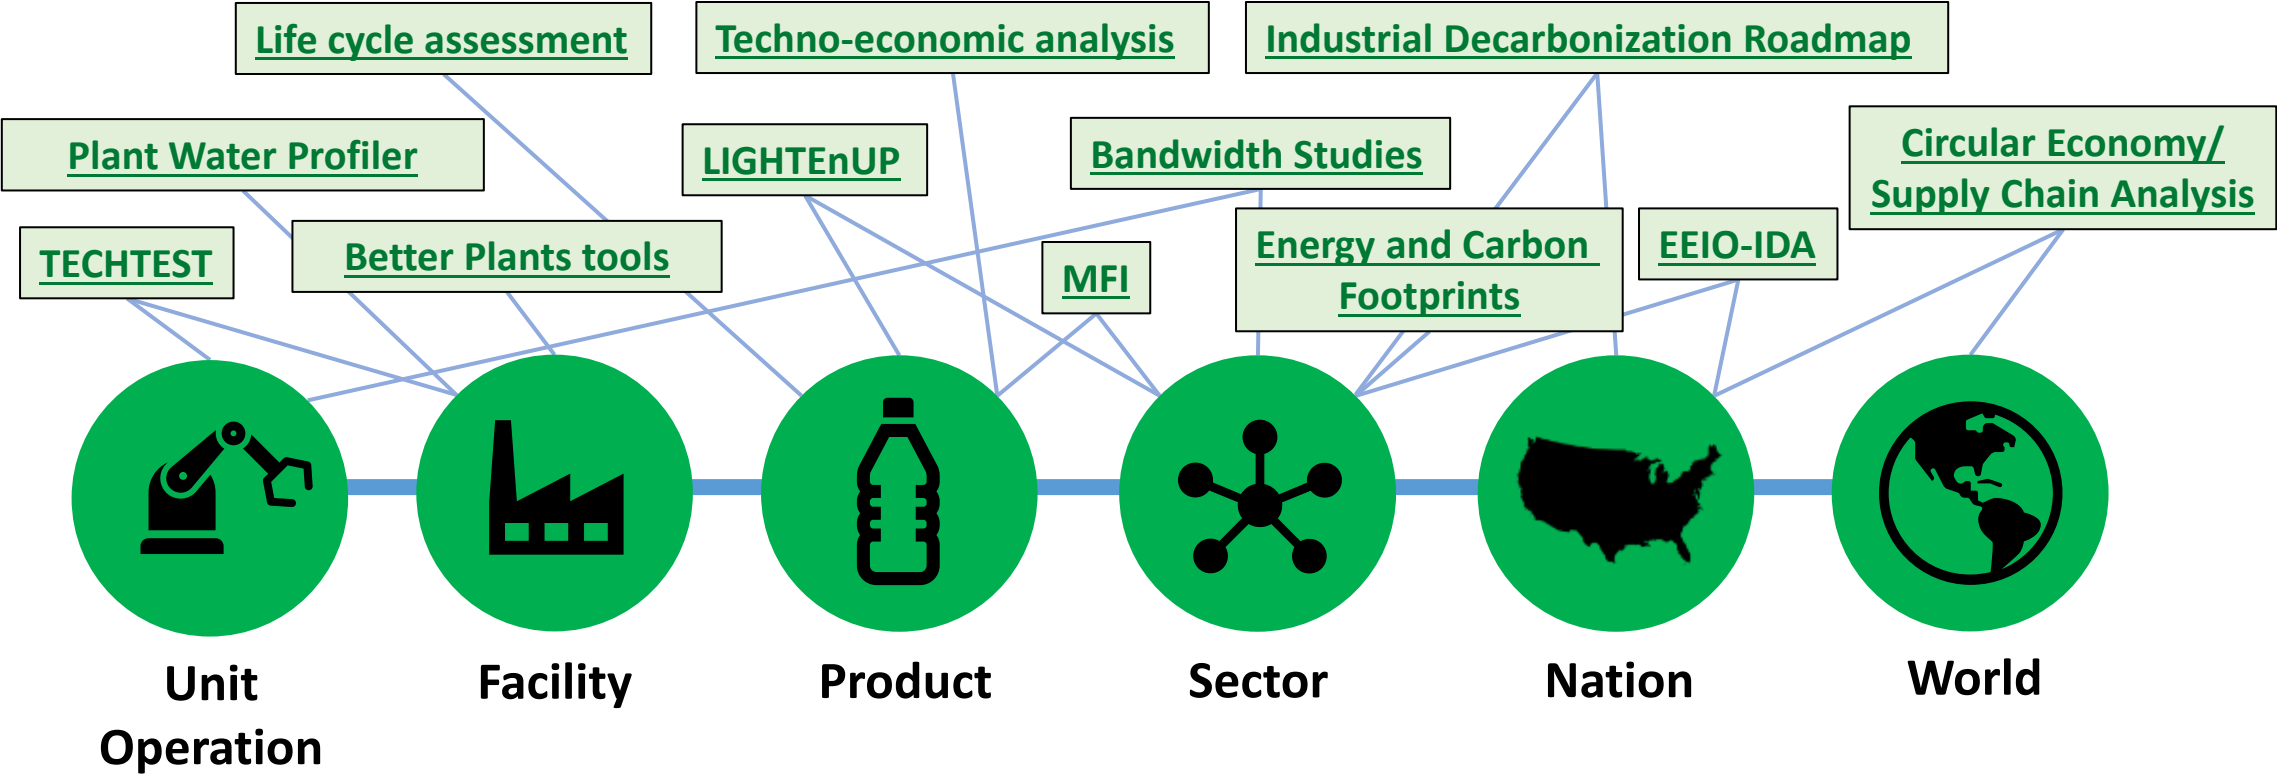 Life cycle assessment
Techno-economic analysis
Industrial Decarbonization Roadmap
Plant Water Profiler
LIGHTEnUP
Bandwidth Studies
Circular Economy/
Supply Chain Analysis
TECHTEST
Better Plants tools
MFI
Energy and Carbon
Footprints
EEIO-IDA
Unit
Operation
Facility
Product
Sector
Nation
World